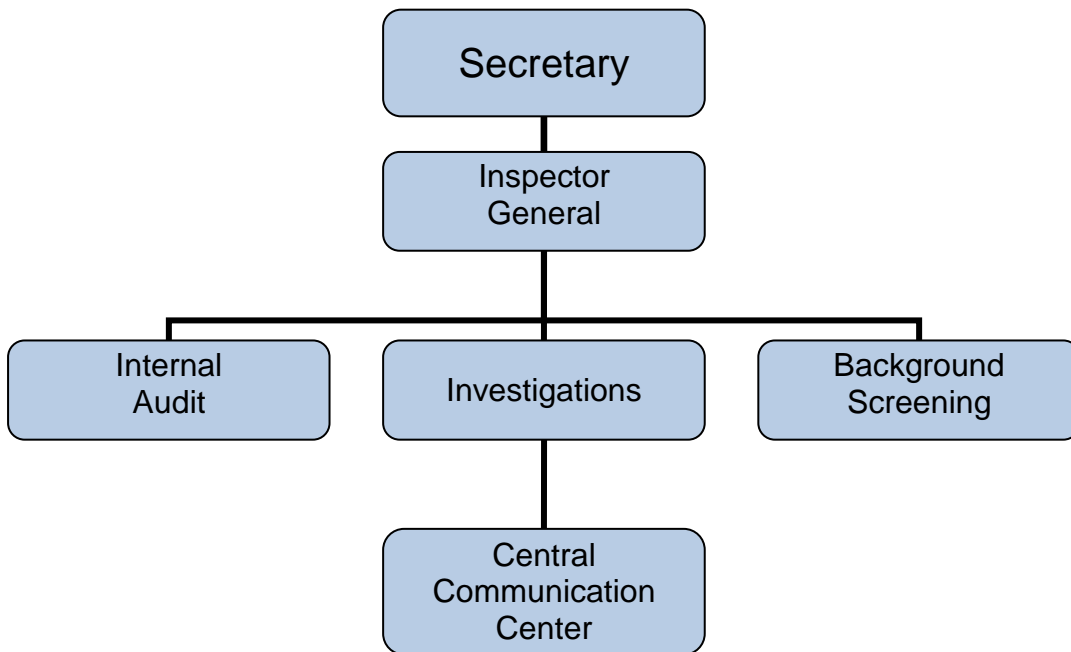 Secretary
Inspector
General
Internal
Audit
Investigations
Background
Screening
Central
Communication
Center